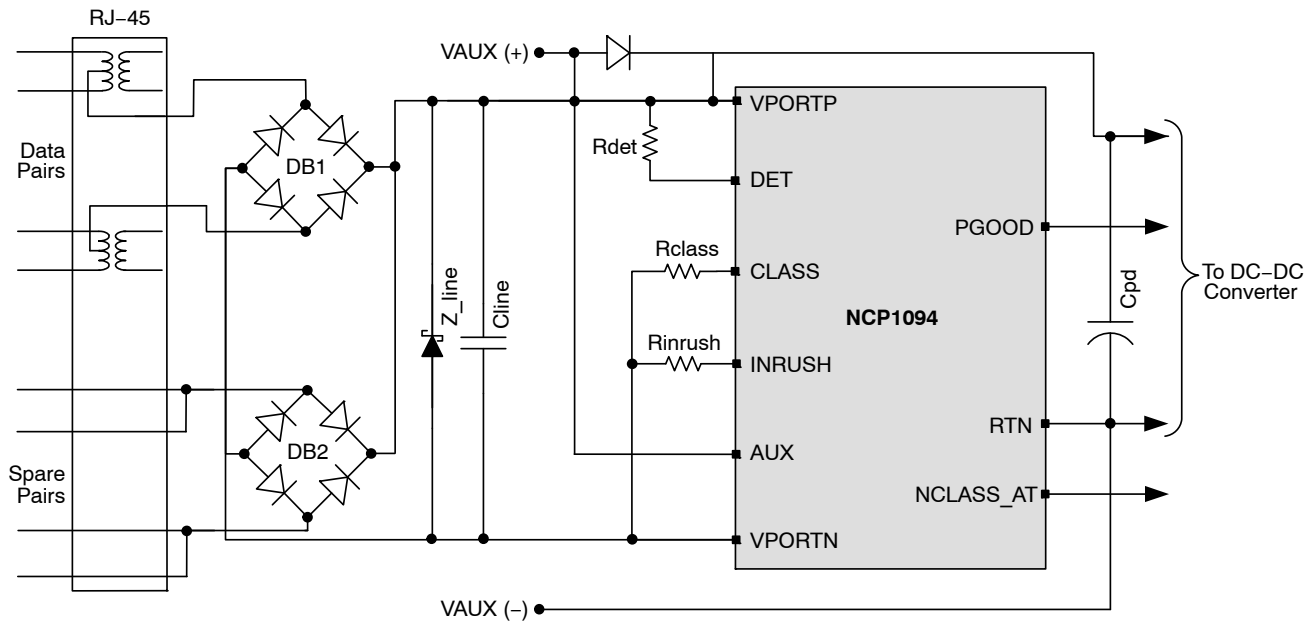 RJ−45
VAUX (+)
VPORTP
Data
Pairs
DB1
Rdet
DET
PGOOD
Rclass
CLASS
Z_line
Cline
NCP1094
Cpd
To DC−DC
Converter
Rinrush
INRUSH
RTN
DB2
AUX
Spare
Pairs
NCLASS_AT
VPORTN
VAUX (−)